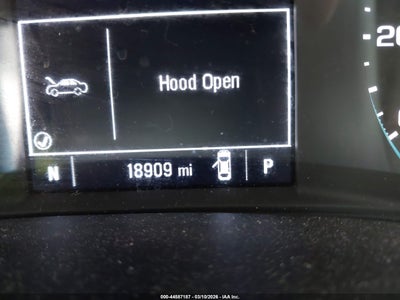 Hood Open
N 18909 mi P
000-44587187 - 03/10/2026 - IAA Inc.